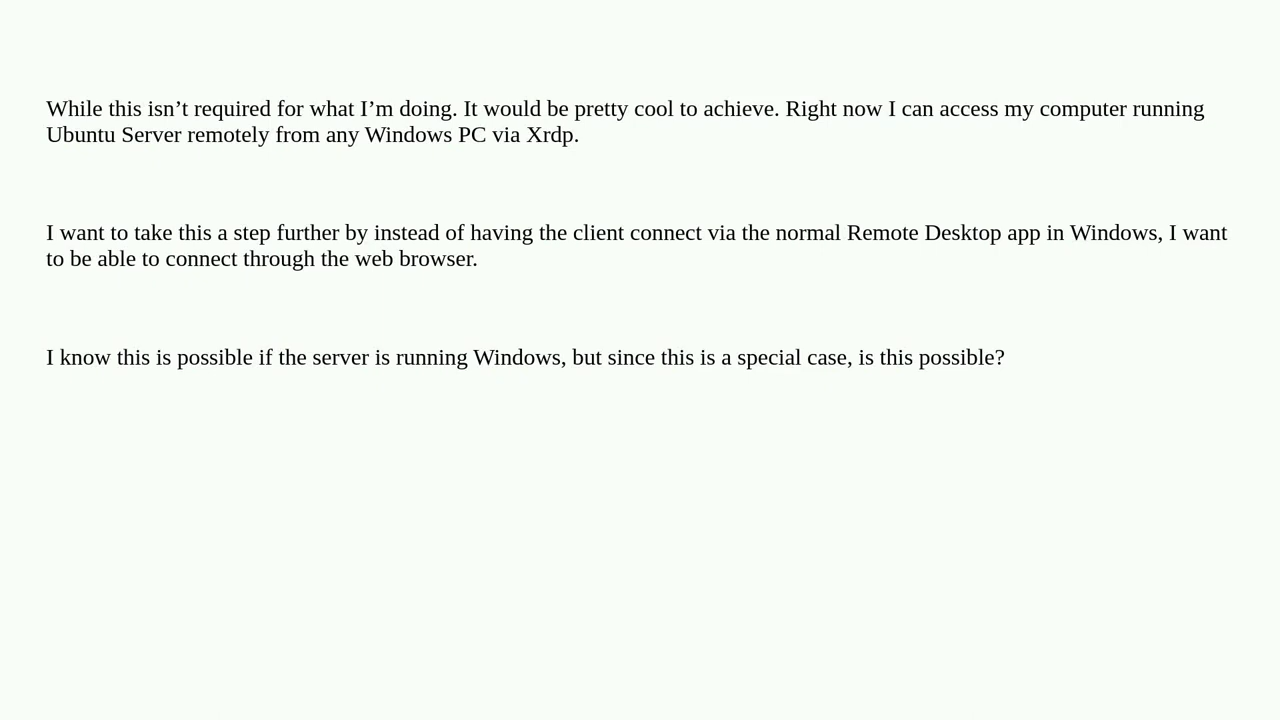 While this isn’t required for what I’m doing. It would be pretty cool to achieve. Right now I can access my computer running
Ubuntu Server remotely from any Windows PC via Xrdp.
I want to take this a step further by instead of having the client connect via the normal Remote Desktop app in Windows, I want
to be able to connect through the web browser.
I know this is possible if the server is running Windows, but since this is a special case, is this possible?